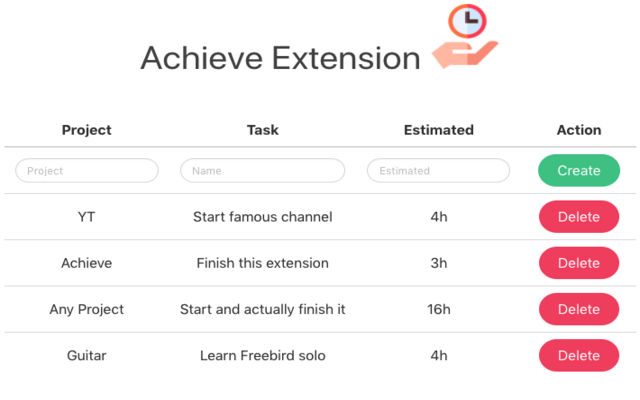 Achieve Extension
Project Task Estimated Action
Project Name Estimated Create
YT Start famous channel 4h Delete
Achieve Finish this extension 3h Delete
Any Project Start and actually finish it 16h Delete
Guitar Learn Freebird solo 4h Delete